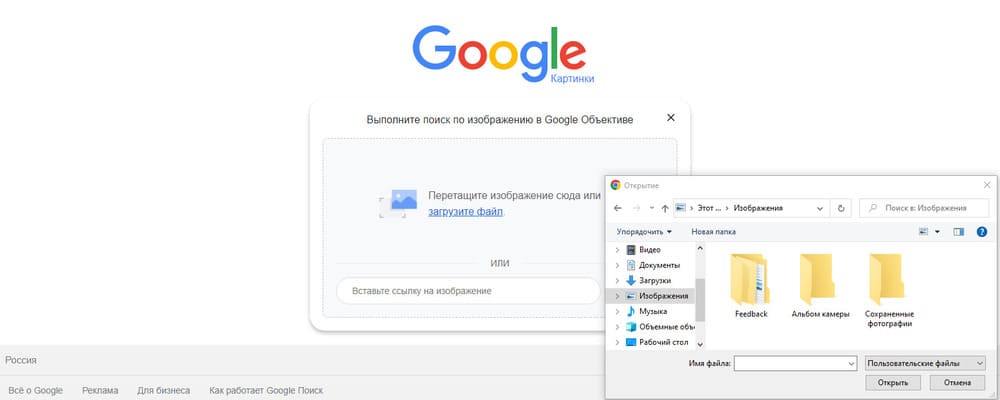 Google
Картинки
Выполните поиск по изображению в Google Объективе
Перетащите изображение сюда или
загрузите файл.
ИЛИ
Вставьте ссылку на изображение
Россия
Всё о Google Реклама Для бизнеса Как работает Google Поиск
Открытие
Этот ... Изображения
Поиск в: Изображения
Упорядочить Новая папка
Видео
Документы
Загрузки
Изображения
Музыка
Объемные объ
Рабочий стол
Feedback
Альбом камеры
Сохраненные
фотографии
Имя файла:
Пользовательские файлы
Открыть Отмена